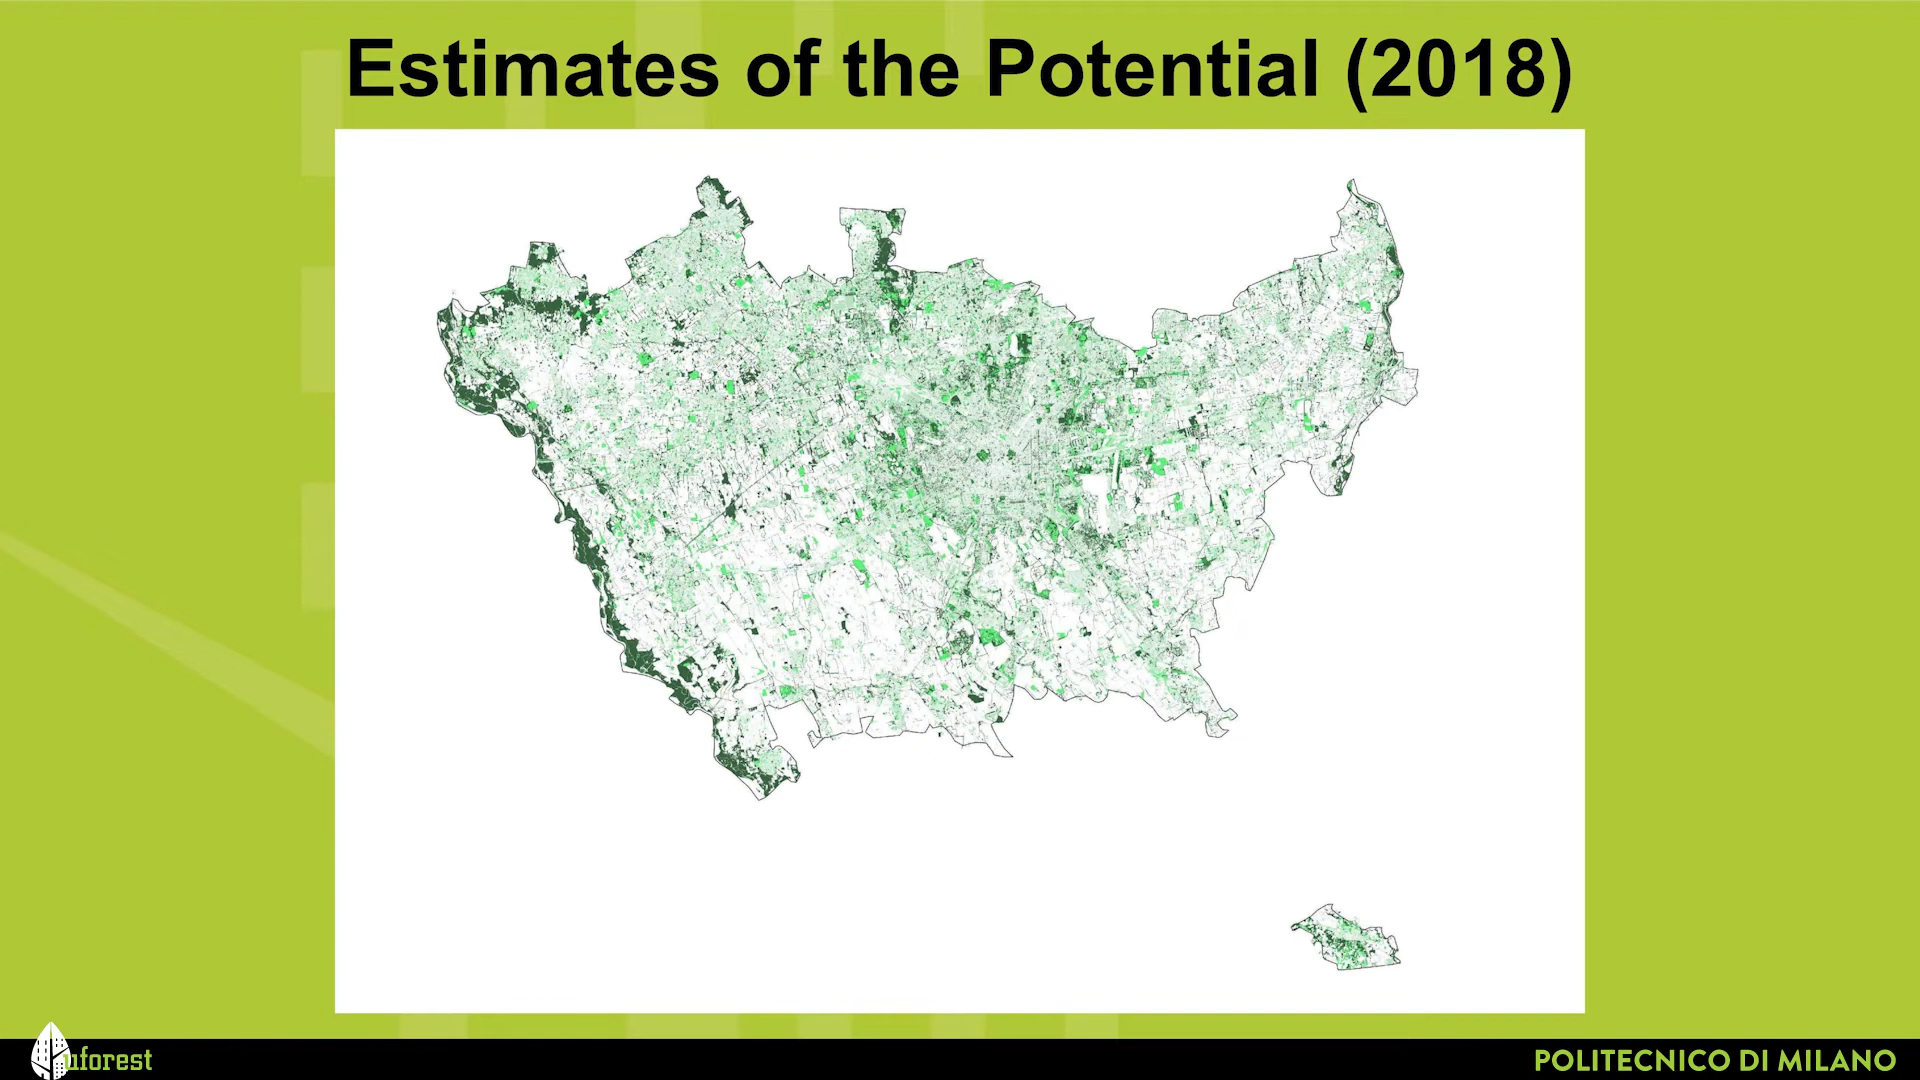 Estimates of the Potential (2018)
uforest
POLITECNICO DI MILANO